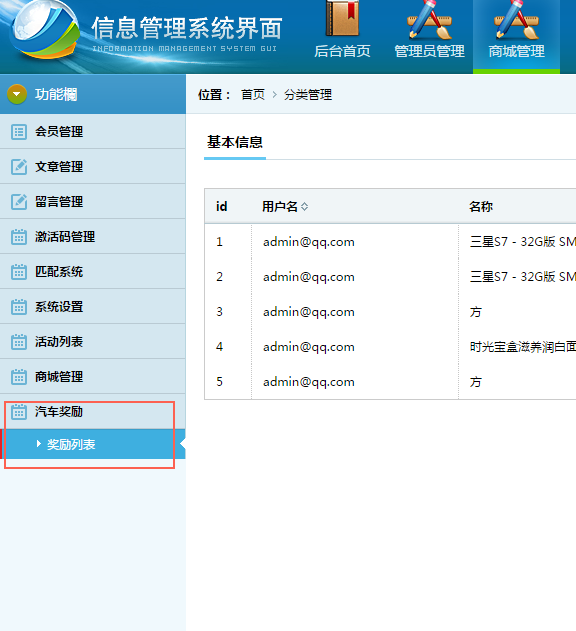 信息管理系统界面
INFORMATION MANAGEMENT SYSTEM GUI
后台首页
管理员管理
商城管理
功能欄
会员管理
文章管理
留言管理
激活码管理
匹配系统
系统设置
活动列表
商城管理
汽车奖励
奖励列表
位置： 首页 > 分类管理
基本信息
id 用户名 名称
1 admin@qq.com 三星S7 - 32G版 SM
2 admin@qq.com 三星S7 - 32G版 SM
3 admin@qq.com 方
4 admin@qq.com 时光宝盒滋养润白面
5 admin@qq.com 方